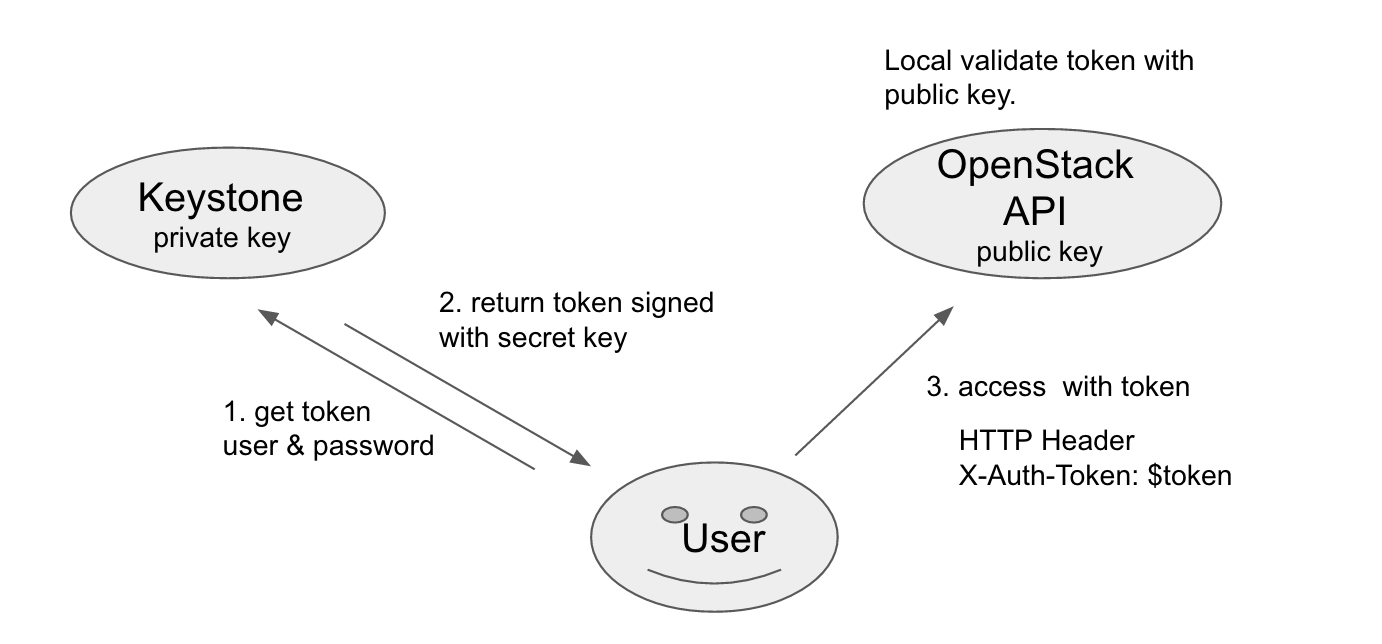 Local validate token with
public key.
Keystone
private key
OpenStack
API
public key
2. return token signed
with secret key
1. get token
user & password
3. access  with token
HTTP Header
X-Auth-Token: $token
User